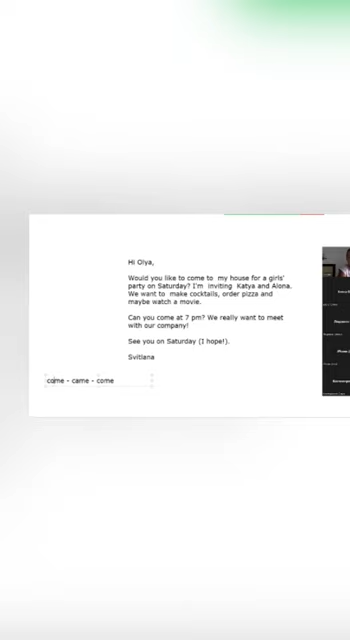 Hi Olya,
Would you like to come to  my house for a girls'
party on Saturday? I'm  inviting  Katya and Alona.
We want to  make cocktails, order pizza and
maybe watch a movie.
Can you come at 7 pm? We really want to meet
with our company!
See you on Saturday (I hope!).
Svitlana
come - came - come